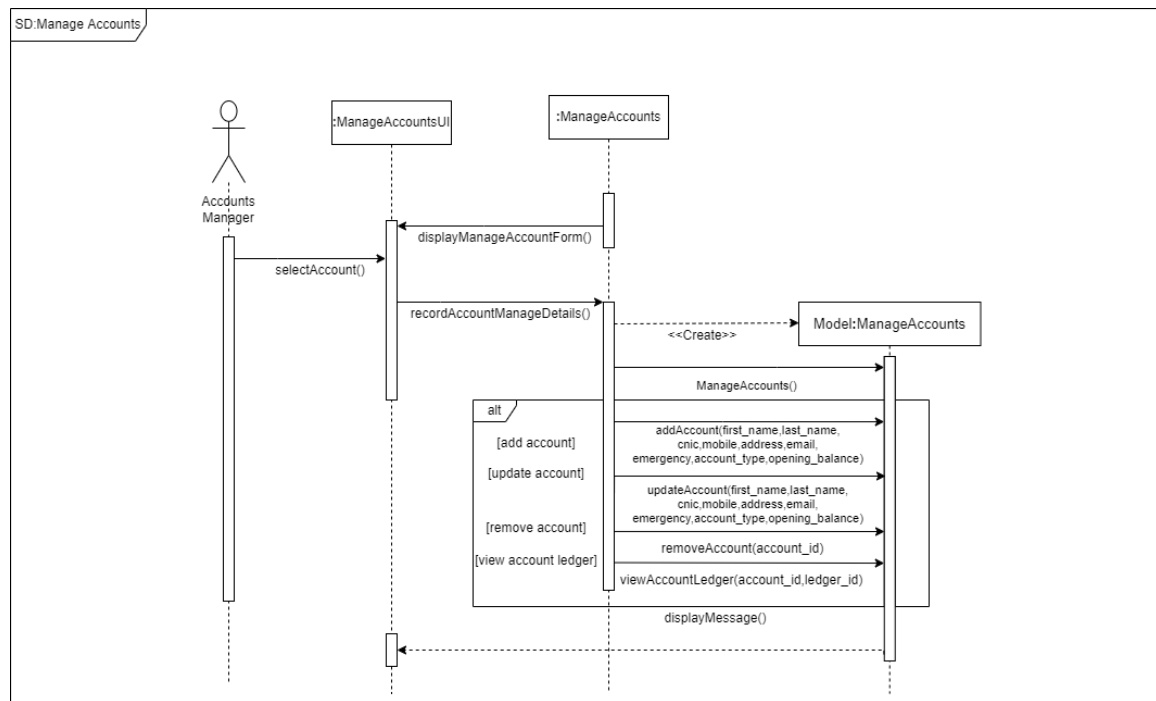 SD:Manage Accounts
:ManageAccountsUI
:ManageAccounts
Accounts
Manager
displayManageAccountForm()
selectAccount()
recordAccountManageDetails()
<<Create>>
Model:ManageAccounts
ManageAccounts()
alt
[add account]
addAccount(first_name,last_name,
cnic,mobile,address,email,
emergency,account_type,opening_balance)
[update account]
updateAccount(first_name,last_name,
cnic,mobile,address,email,
emergency,account_type,opening_balance)
[remove account]
removeAccount(account_id)
[view account ledger]
viewAccountLedger(account_id,ledger_id)
displayMessage()